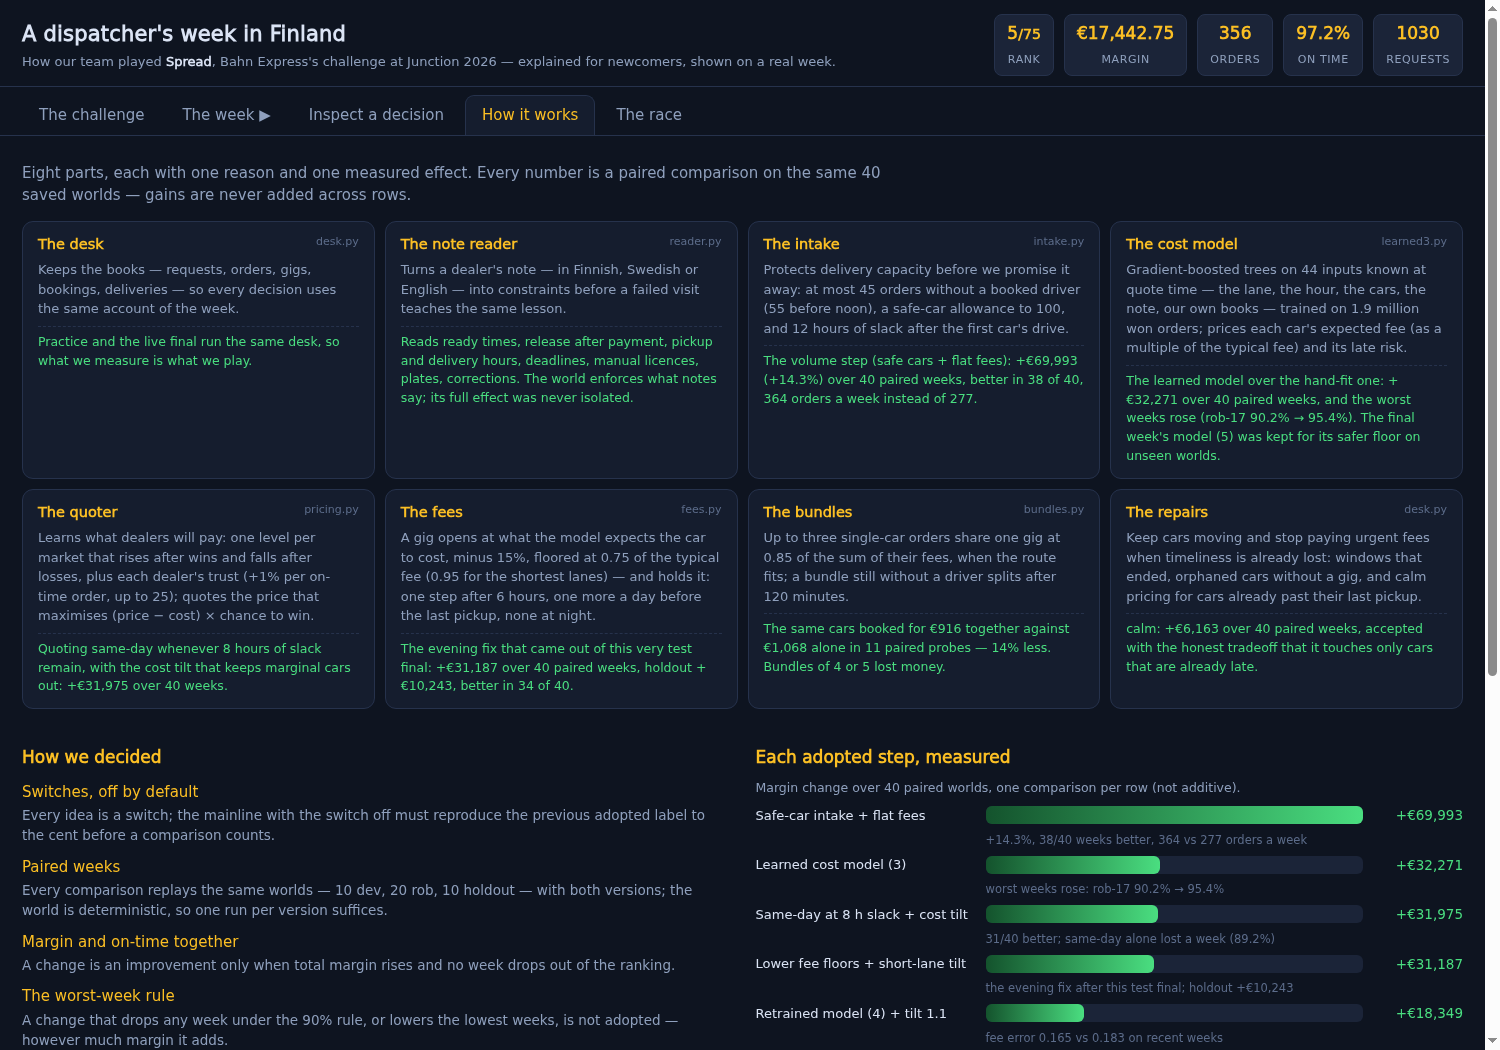 A dispatcher's week in Finland
How our team played Spread, Bahn Express's challenge at Junction 2026 — explained for newcomers, shown on a real week.
5/75
RANK
€17,442.75
MARGIN
356
ORDERS
97.2%
ON TIME
1030
REQUESTS
The challenge
The week ▶
Inspect a decision
How it works
The race
Eight parts, each with one reason and one measured effect. Every number is a paired comparison on the same 40
saved worlds — gains are never added across rows.
The desk
desk.py
Keeps the books — requests, orders, gigs,
bookings, deliveries — so every decision uses
the same account of the week.
Practice and the live final run the same desk, so
what we measure is what we play.
The note reader
reader.py
Turns a dealer's note — in Finnish, Swedish or
English — into constraints before a failed visit
teaches the same lesson.
Reads ready times, release after payment, pickup
and delivery hours, deadlines, manual licences,
plates, corrections. The world enforces what notes
say; its full effect was never isolated.
The intake
intake.py
Protects delivery capacity before we promise it
away: at most 45 orders without a booked driver
(55 before noon), a safe-car allowance to 100,
and 12 hours of slack after the first car's drive.
The volume step (safe cars + flat fees): +€69,993
(+14.3%) over 40 paired weeks, better in 38 of 40,
364 orders a week instead of 277.
The cost model
learned3.py
Gradient-boosted trees on 44 inputs known at
quote time — the lane, the hour, the cars, the
note, our own books — trained on 1.9 million
won orders; prices each car's expected fee (as a
multiple of the typical fee) and its late risk.
The learned model over the hand-fit one: +
€32,271 over 40 paired weeks, and the worst
weeks rose (rob-17 90.2% → 95.4%). The final
week's model (5) was kept for its safer floor on
unseen worlds.
The quoter
pricing.py
Learns what dealers will pay: one level per
market that rises after wins and falls after
losses, plus each dealer's trust (+1% per on-
time order, up to 25); quotes the price that
maximises (price − cost) × chance to win.
Quoting same-day whenever 8 hours of slack
remain, with the cost tilt that keeps marginal cars
out: +€31,975 over 40 weeks.
The fees
fees.py
A gig opens at what the model expects the car
to cost, minus 15%, floored at 0.75 of the typical
fee (0.95 for the shortest lanes) — and holds it:
one step after 6 hours, one more a day before
the last pickup, none at night.
The evening fix that came out of this very test
final: +€31,187 over 40 paired weeks, holdout +
€10,243, better in 34 of 40.
The bundles
bundles.py
Up to three single-car orders share one gig at
0.85 of the sum of their fees, when the route
fits; a bundle still without a driver splits after
120 minutes.
The same cars booked for €916 together against
€1,068 alone in 11 paired probes — 14% less.
Bundles of 4 or 5 lost money.
The repairs
desk.py
Keep cars moving and stop paying urgent fees
when timeliness is already lost: windows that
ended, orphaned cars without a gig, and calm
pricing for cars already past their last pickup.
calm: +€6,163 over 40 paired weeks, accepted
with the honest tradeoff that it touches only cars
that are already late.
How we decided
Switches, off by default
Every idea is a switch; the mainline with the switch off must reproduce the previous adopted label to
the cent before a comparison counts.
Paired weeks
Every comparison replays the same worlds — 10 dev, 20 rob, 10 holdout — with both versions; the
world is deterministic, so one run per version suffices.
Margin and on-time together
A change is an improvement only when total margin rises and no week drops out of the ranking.
The worst-week rule
A change that drops any week under the 90% rule, or lowers the lowest weeks, is not adopted —
however much margin it adds.
Each adopted step, measured
Margin change over 40 paired worlds, one comparison per row (not additive).
Safe-car intake + flat fees
+€69,993
+14.3%, 38/40 weeks better, 364 vs 277 orders a week
Learned cost model (3)
+€32,271
worst weeks rose: rob-17 90.2% → 95.4%
Same-day at 8 h slack + cost tilt
+€31,975
31/40 better; same-day alone lost a week (89.2%)
Lower fee floors + short-lane tilt
+€31,187
the evening fix after this test final; holdout +€10,243
Retrained model (4) + tilt 1.1
+€18,349
fee error 0.165 vs 0.183 on recent weeks